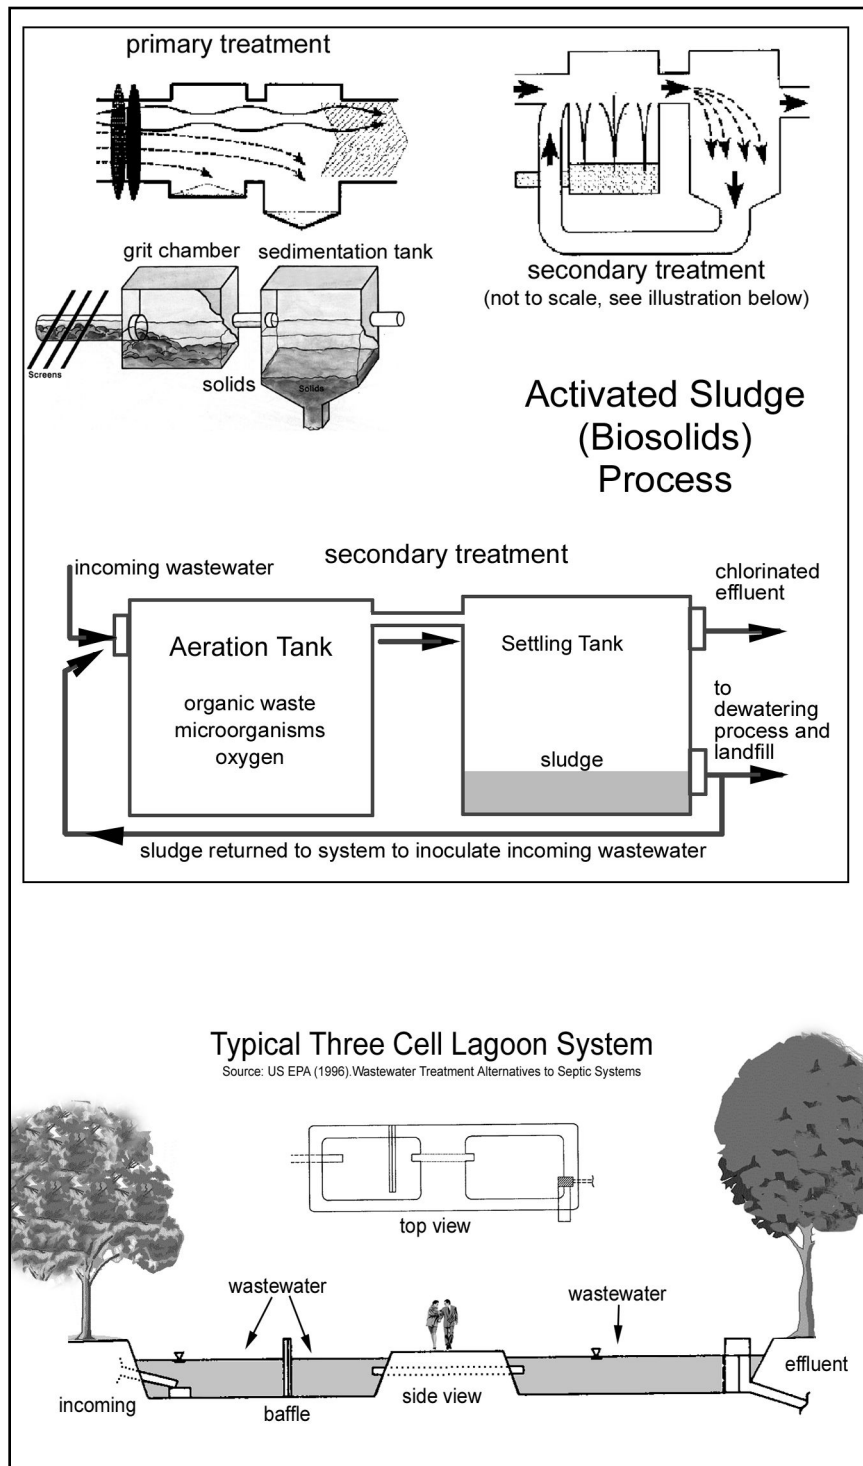 primary treatment
grit chamber
sedimentation tank
Screens
solids
Solids
secondary treatment
(not to scale, see illustration below)
Activated Sludge
(Biosolids)
Process
secondary treatment
incoming wastewater
chlorinated
effluent
Aeration Tank
organic waste
microorganisms
oxygen
Settling Tank
sludge
to
dewatering
process and
landfill
sludge returned to system to inoculate incoming wastewater
Typical Three Cell Lagoon System
Source: US EPA (1996).Wastewater Treatment Alternatives to Septic Systems
top view
wastewater
wastewater
incoming
baffle
side view
effluent